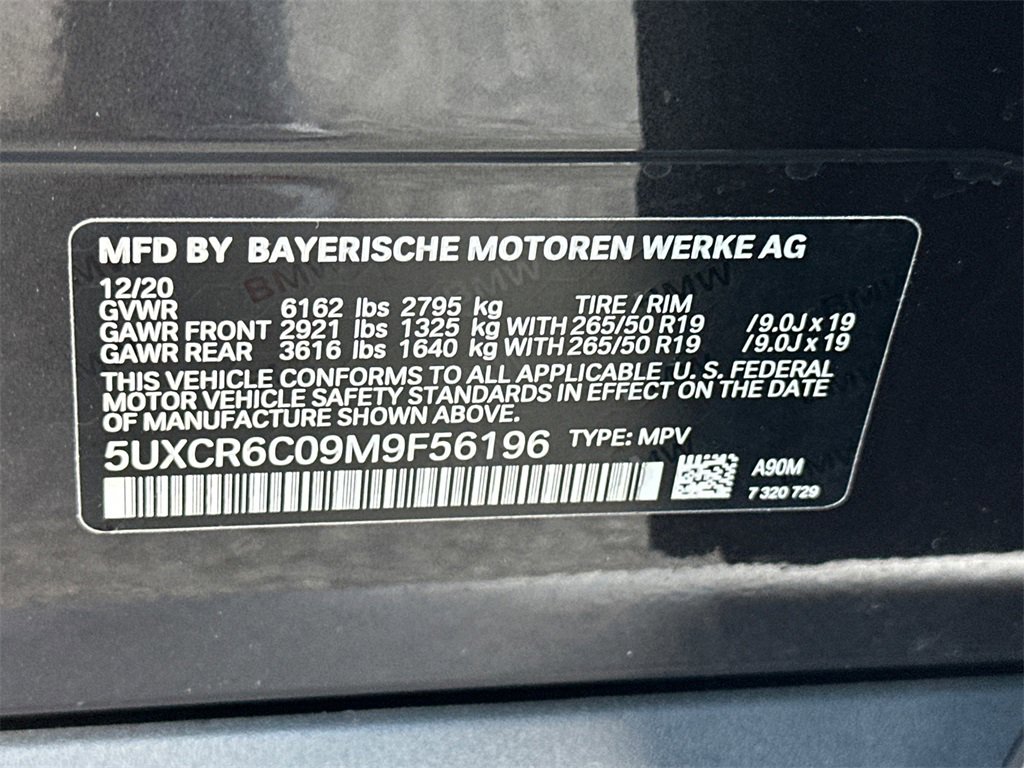 MFD BY BAYERISCHE MOTOREN WERKE AG
12/20
GVWR 6162 lbs 2795 kg TIRE / RIM
GAWR FRONT 2921 lbs 1325 kg WITH 265/50 R19 / 9.0J x 19
GAWR REAR 3616 lbs 1640 kg WITH 265/50 R19 / 9.0J x 19
THIS VEHICLE CONFORMS TO ALL APPLICABLE U. S. FEDERAL
MOTOR VEHICLE SAFETY STANDARDS IN EFFECT ON THE DATE
OF MANUFACTURE SHOWN ABOVE.
5UXCR6C09M9F56196 TYPE: MPV
A90M
7 320 729